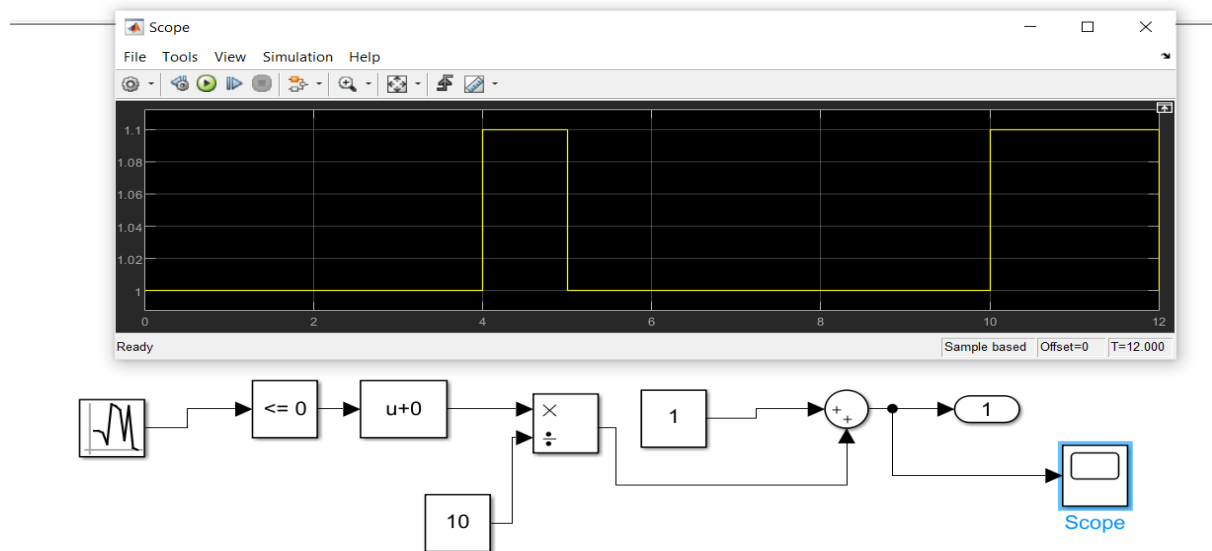 Scope
File Tools View Simulation Help
1.1
1.08
1.06
1.04
1.02
1
0 2 4 6 8 10 12
Ready Sample based Offset=0 T=12.000
<= 0 u+0 × ÷ 1 + + 1
10
Scope